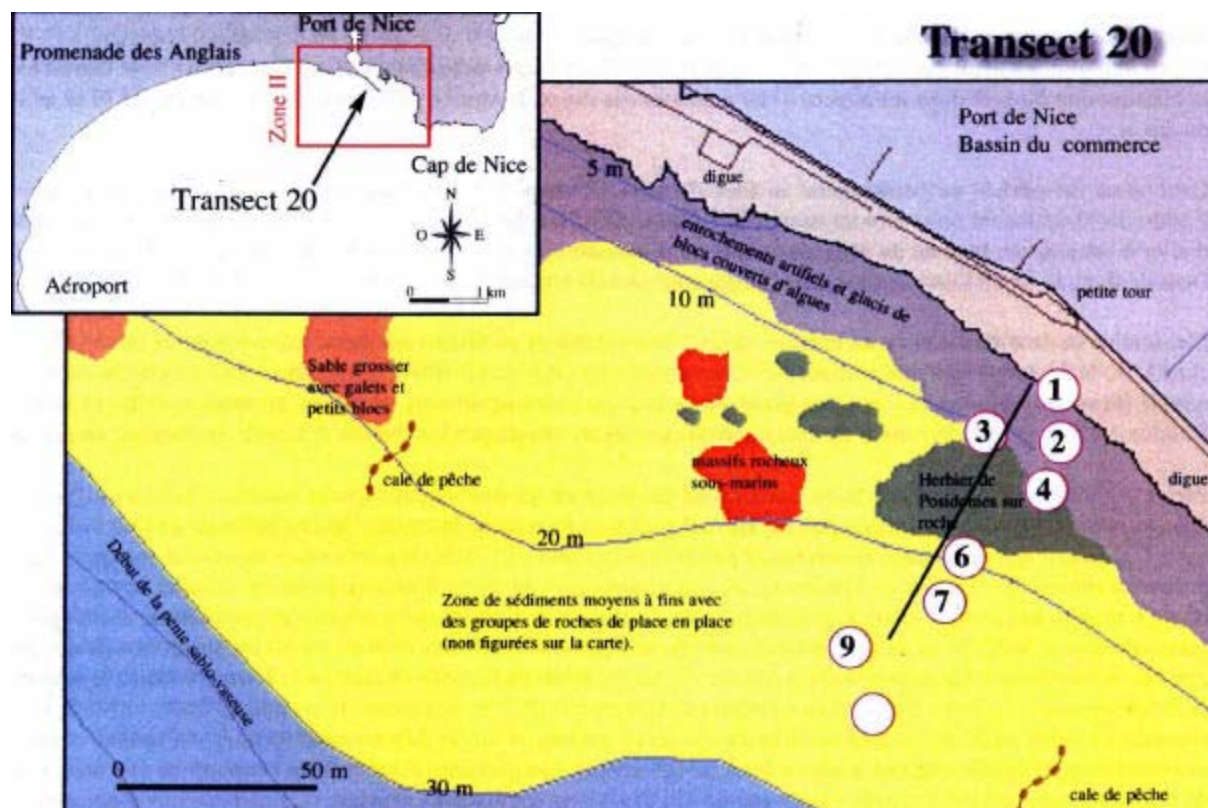 Transect 20
Port de Nice
Promenade des Anglais
Zone II
Transect 20
Cap de Nice
N
O
E
S
0
1 km
Aéroport
Port de Nice
Bassin du commerce
digue
5 m
enrochements artificiels et glacis de
blocs couverts d'algues
petite tour
10 m
Sable grossier
avec galets et
petits blocs
cale de pêche
massifs rocheux
sous-marins
1
3
2
4
Herbier de
Posidonies sur
roche
digue
20 m
6
7
9
Zone de sédiments moyens à fins avec
des groupes de roches de place en place
(non figurées sur la carte).
Début de la pente sablo-vaseuse
0
50 m
30 m
cale de pêche